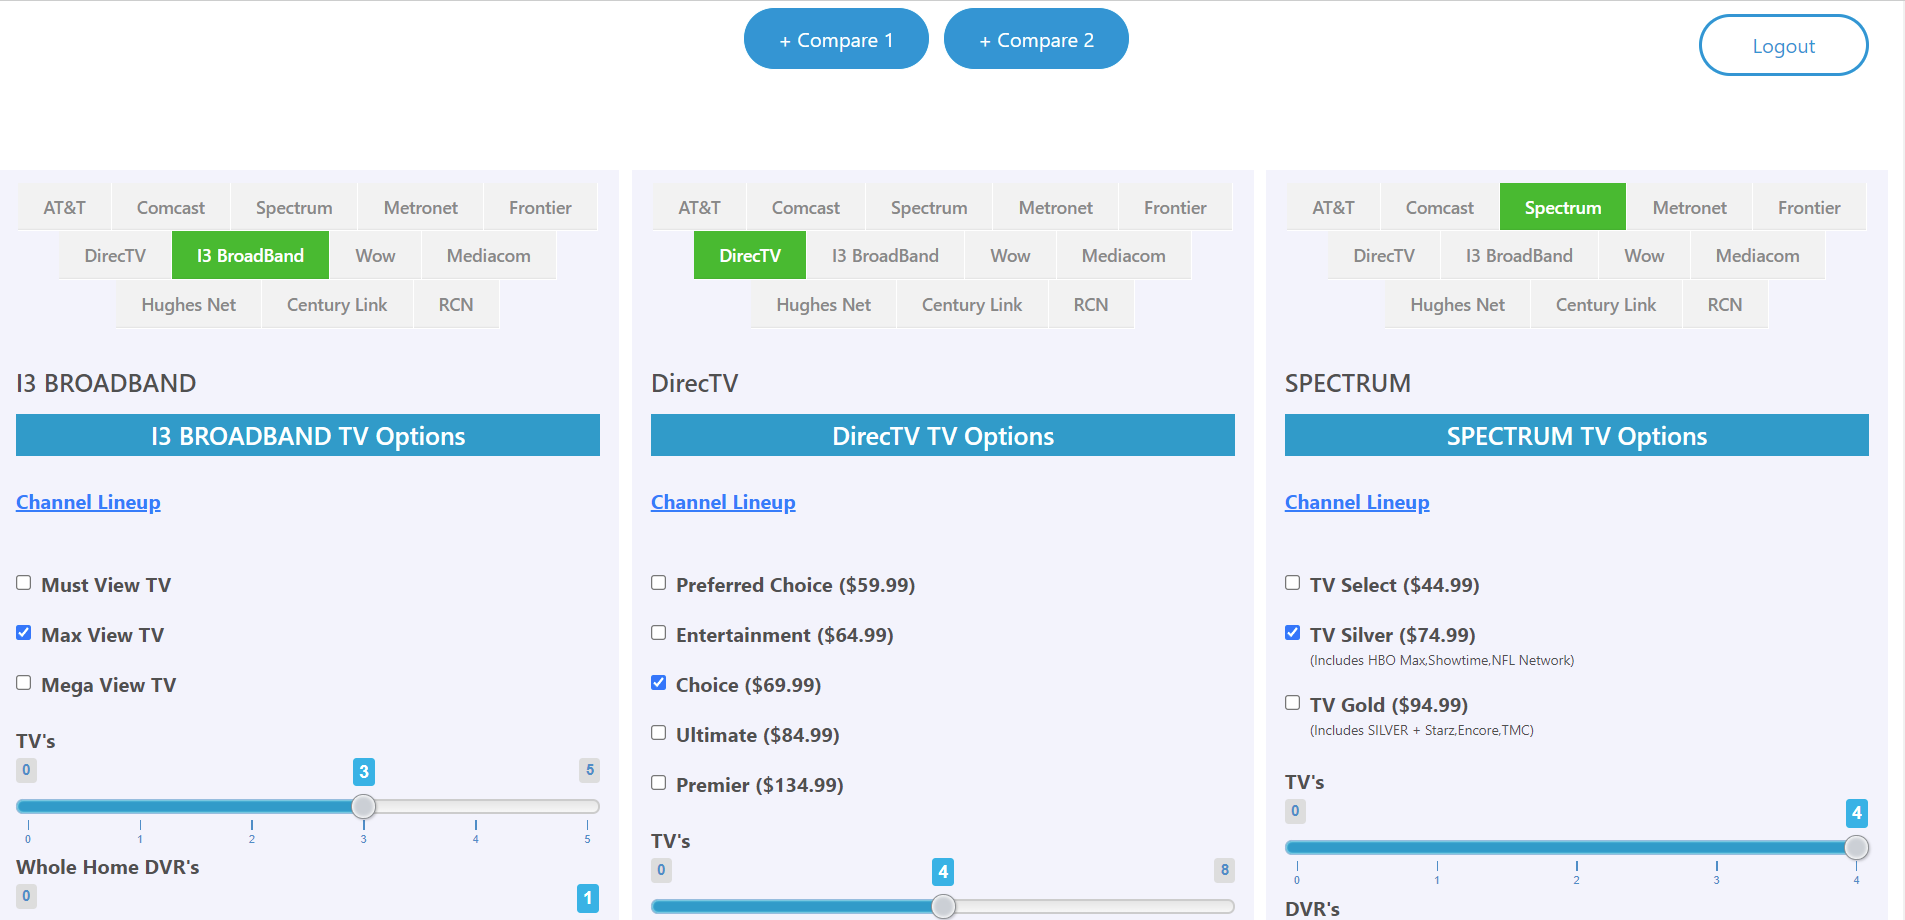 + Compare 1 + Compare 2 Logout
AT&T Comcast Spectrum Metronet Frontier
DirecTV I3 BroadBand Wow Mediacom
Hughes Net Century Link RCN
I3 BROADBAND
I3 BROADBAND TV Options
Channel Lineup
Must View TV
Max View TV
Mega View TV
TV's
0 3 5
0 1 2 3 4 5
Whole Home DVR's
0 1
AT&T Comcast Spectrum Metronet Frontier
DirecTV I3 BroadBand Wow Mediacom
Hughes Net Century Link RCN
DirecTV
DirecTV TV Options
Channel Lineup
Preferred Choice ($59.99)
Entertainment ($64.99)
Choice ($69.99)
Ultimate ($84.99)
Premier ($134.99)
TV's
0 4 8
AT&T Comcast Spectrum Metronet Frontier
DirecTV I3 BroadBand Wow Mediacom
Hughes Net Century Link RCN
SPECTRUM
SPECTRUM TV Options
Channel Lineup
TV Select ($44.99)
TV Silver ($74.99)
(Includes HBO Max,Showtime,NFL Network)
TV Gold ($94.99)
(Includes SILVER + Starz,Encore,TMC)
TV's
0 4
0 1 2 3 4
DVR's